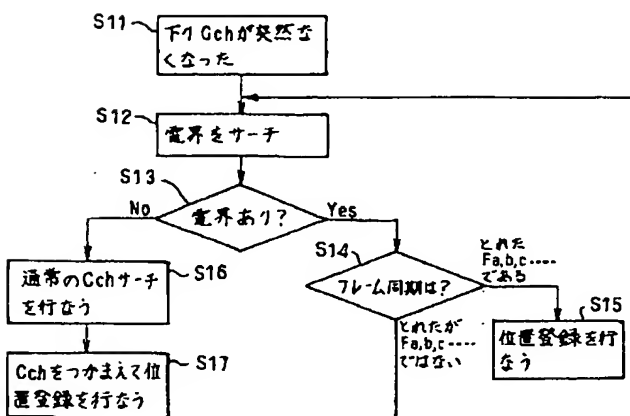 S11
下りCchが突然な
くなった
S12
電界をサーチ
S13
電界あり?
No
Yes
S14
フレーム同期は?
とれた
Fa,b,c----
である
S15
位置登録を行
なう
とれたが
Fa,b,c----
ではない
S16
通常のCchサーチ
を行なう
S17
Cchをつかまえて位
置登録を行なう